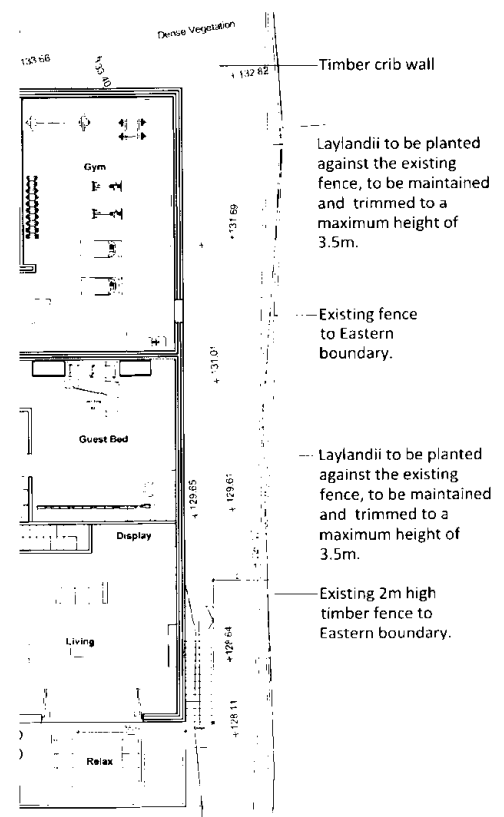 Dense Vegetation
133.66
133.40
132.82
Timber crib wall
Laylandii to be planted
against the existing
fence, to be maintained
and trimmed to a
maximum height of
3.5m.
Gym
131.69
Existing fence
to Eastern
boundary.
131.01
Guest Bed
Laylandii to be planted
against the existing
fence, to be maintained
and trimmed to a
maximum height of
3.5m.
129.65
129.61
Display
Existing 2m high
timber fence to
Eastern boundary.
Living
128.64
128.11
Relax